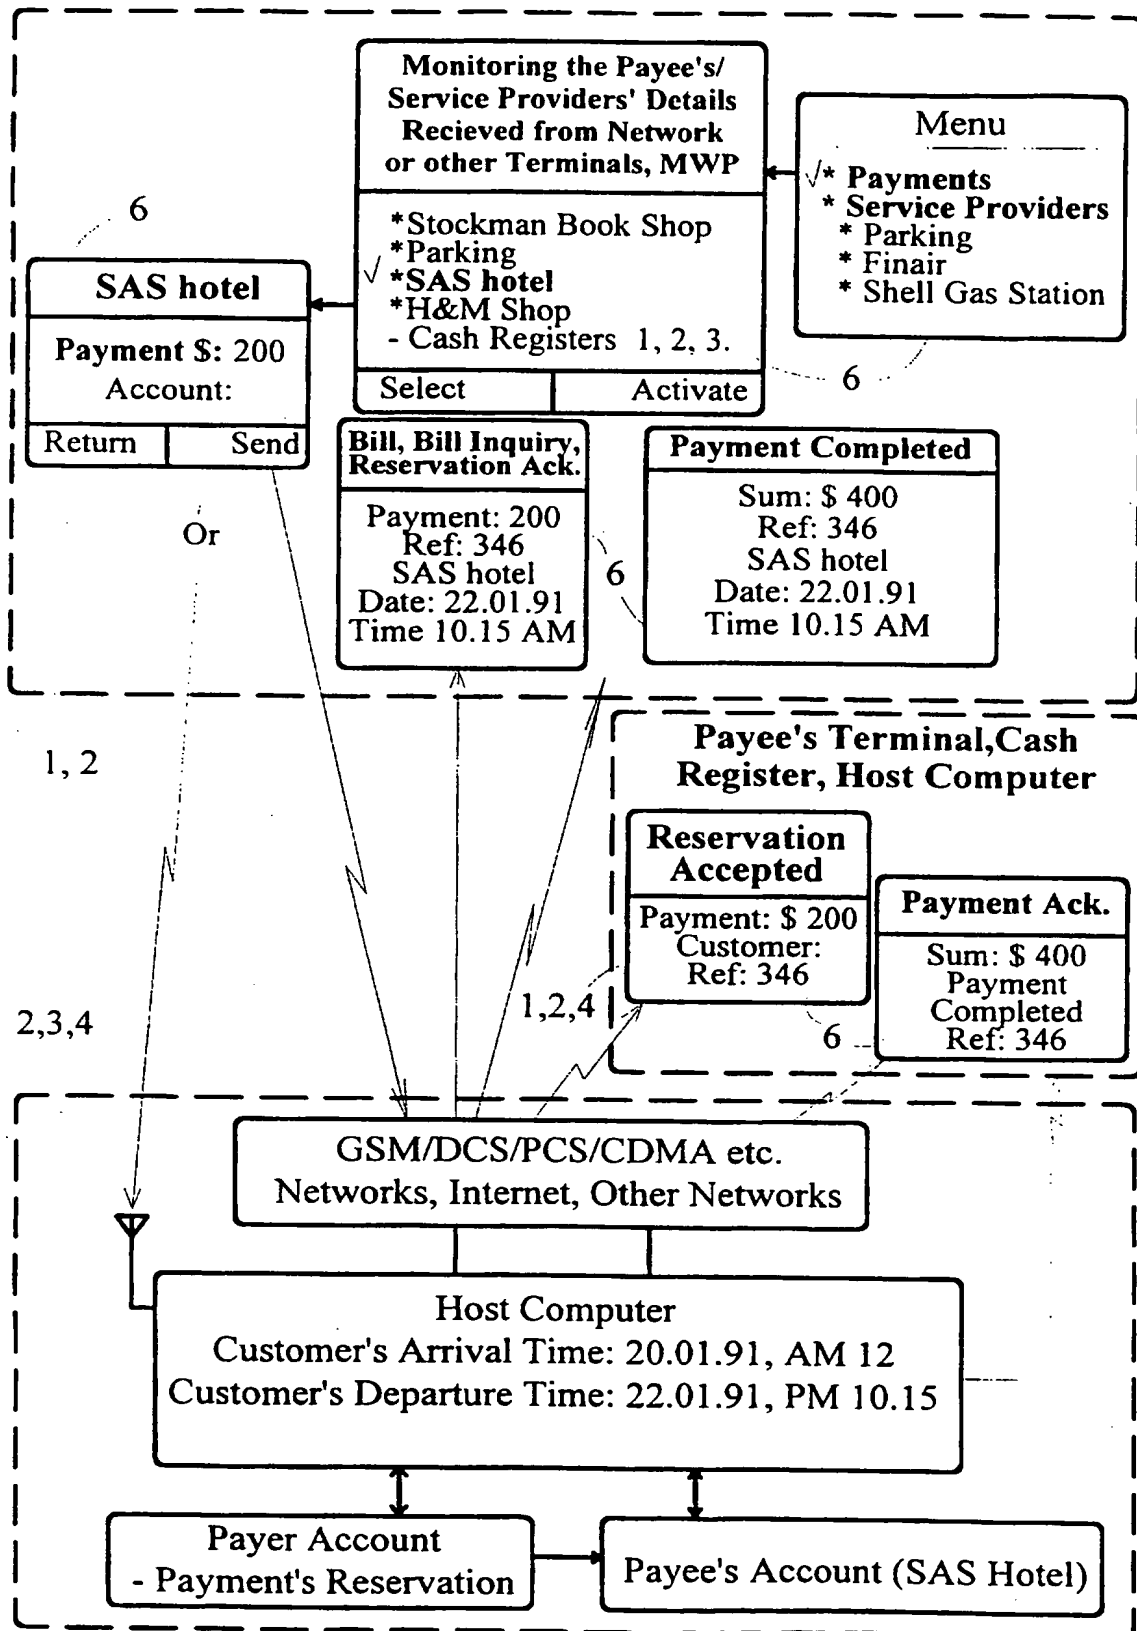 Monitoring the Payee's/
Service Providers' Details
Recieved from Network
or other Terminals, MWP
*Stockman Book Shop
*Parking
*SAS hotel
*H&M Shop
- Cash Registers 1, 2, 3.
Select
Activate
Menu
* Payments
* Service Providers
* Parking
* Finair
* Shell Gas Station
6
6
SAS hotel
Payment $: 200
Account:
Return
Send
Or
Bill, Bill Inquiry,
Reservation Ack.
Payment: 200
Ref: 346
SAS hotel
Date: 22.01.91
Time 10.15 AM
6
Payment Completed
Sum: $ 400
Ref: 346
SAS hotel
Date: 22.01.91
Time 10.15 AM
1, 2
Payee's Terminal,Cash
Register, Host Computer
Reservation
Accepted
Payment: $ 200
Customer:
Ref: 346
Payment Ack.
Sum: $ 400
Payment
Completed
Ref: 346
1,2,4
6
2,3,4
GSM/DCS/PCS/CDMA etc.
Networks, Internet, Other Networks
Host Computer
Customer's Arrival Time: 20.01.91, AM 12
Customer's Departure Time: 22.01.91, PM 10.15
Payer Account
- Payment's Reservation
Payee's Account (SAS Hotel)